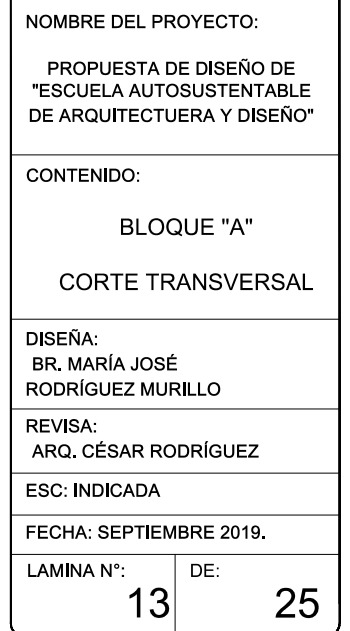 NOMBRE DEL PROYECTO:
PROPUESTA DE DISEÑO DE
"ESCUELA AUTOSUSTENTABLE
DE ARQUITECTUERA Y DISEÑO"
CONTENIDO:
BLOQUE "A"
CORTE TRANSVERSAL
DISEÑA:
BR. MARÍA JOSÉ
RODRÍGUEZ MURILLO
REVISA:
ARQ. CÉSAR RODRÍGUEZ
ESC: INDICADA
FECHA: SEPTIEMBRE 2019.
LAMINA N°: DE:
13 25